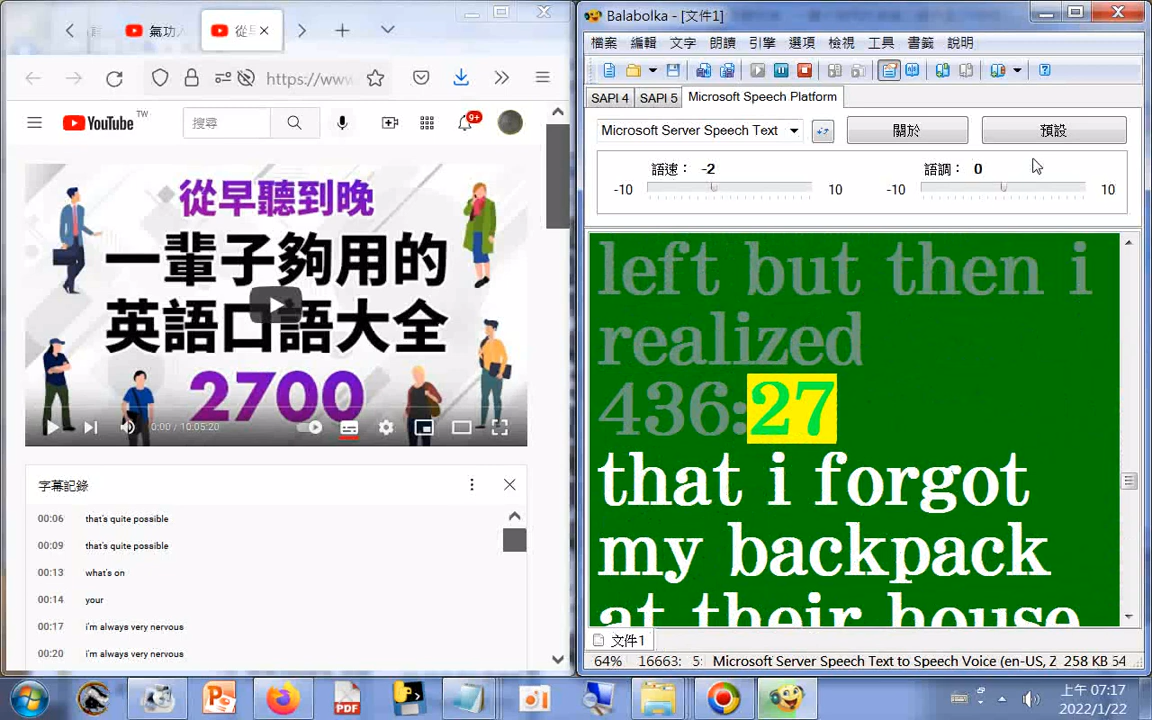 氣功入
從
https://www
YouTube TW
搜尋
9+
從早聽到晚
一輩子夠用的
英語口語大全
2700
0:00 / 10:05:20
字幕記錄
00:06 that's quite possible
00:09 that's quite possible
00:13 what's on
00:14 your
00:17 i'm always very nervous
00:20 i'm always very nervous
Balabolka - [文件1]
檔案 編輯 文字 朗讀 引擎 選項 檢視 工具 書籤 說明
SAPI 4 SAPI 5 Microsoft Speech Platform
Microsoft Server Speech Text 關於 預設
語速： -2 語調： 0
-10 10 -10 10
left but then i
realized
436:27
that i forgot
my backpack
at their house
文件1
64% 16663: 5: Microsoft Server Speech Text to Speech Voice (en-US, Z 258 KB 54
PDF
上午 07:17
2022/1/22